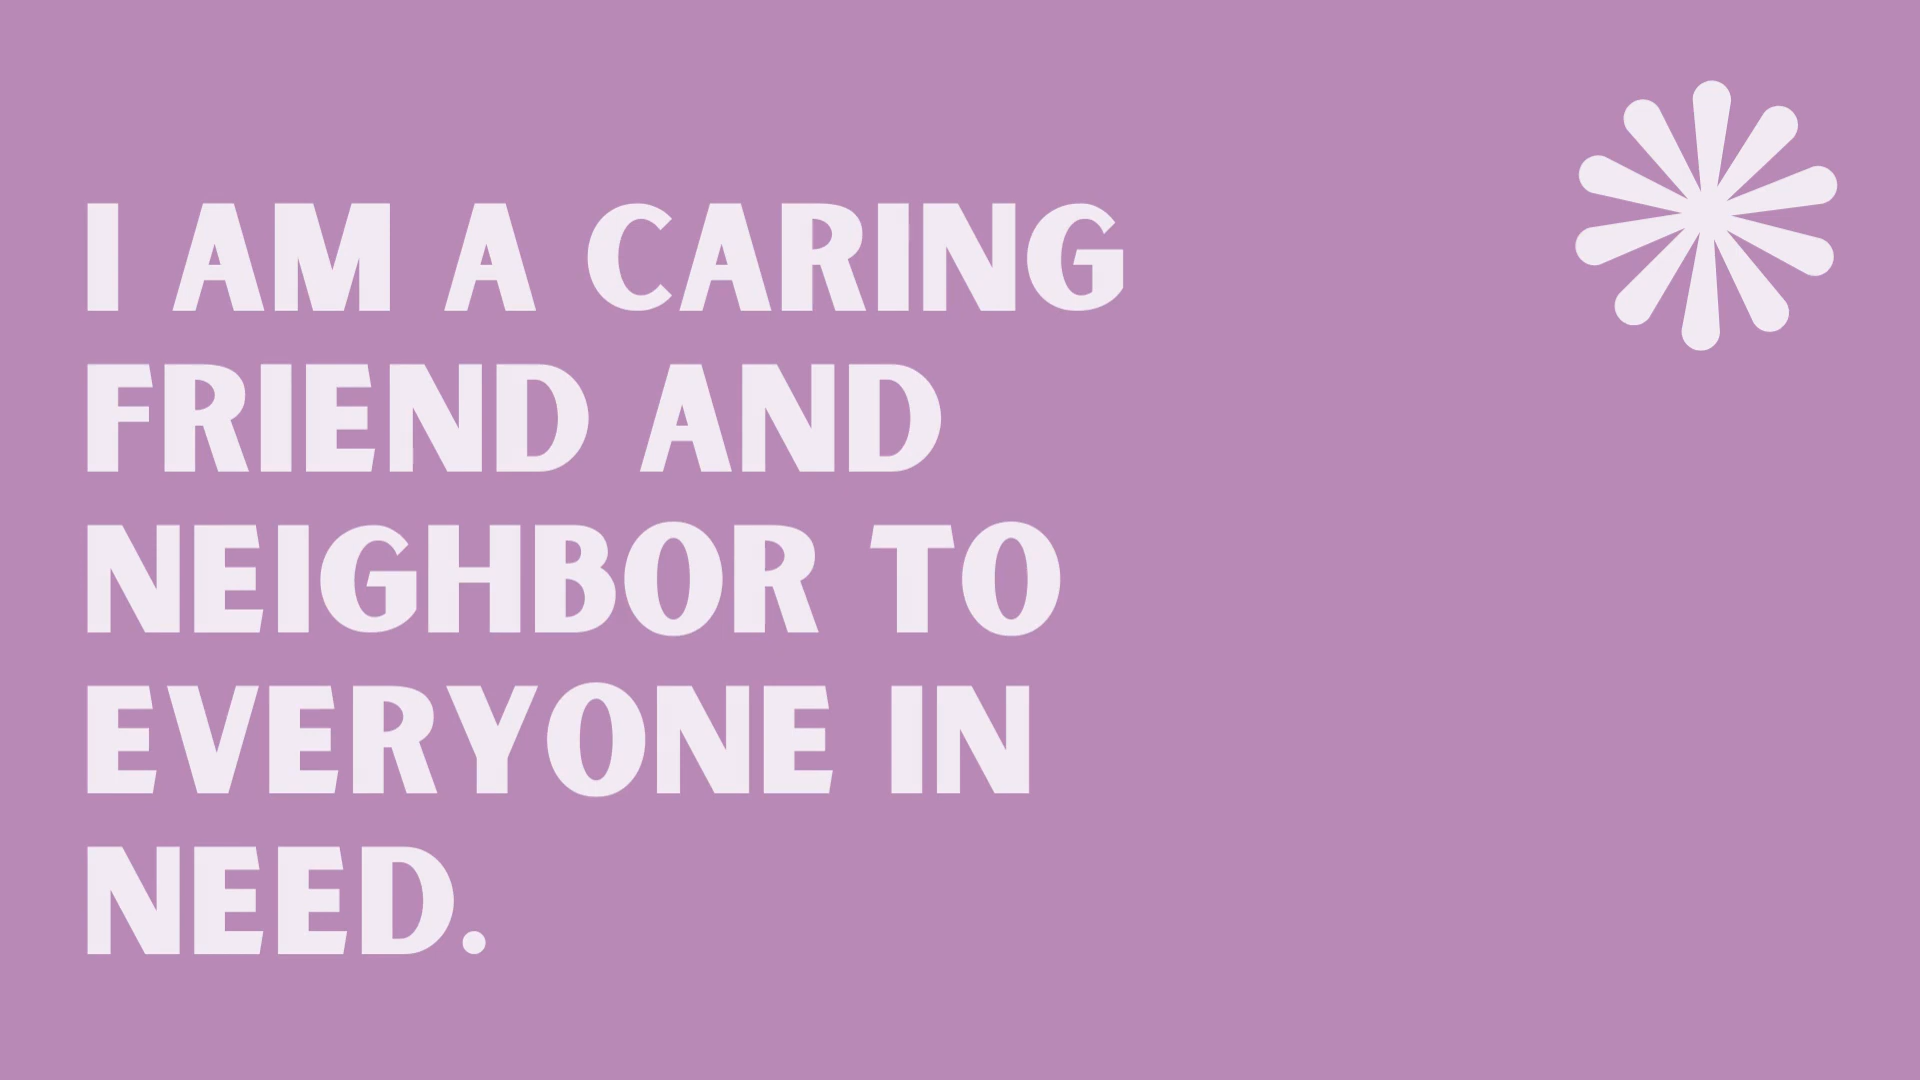 I AM A CARING
FRIEND AND
NEIGHBOR TO
EVERYONE IN
NEED.